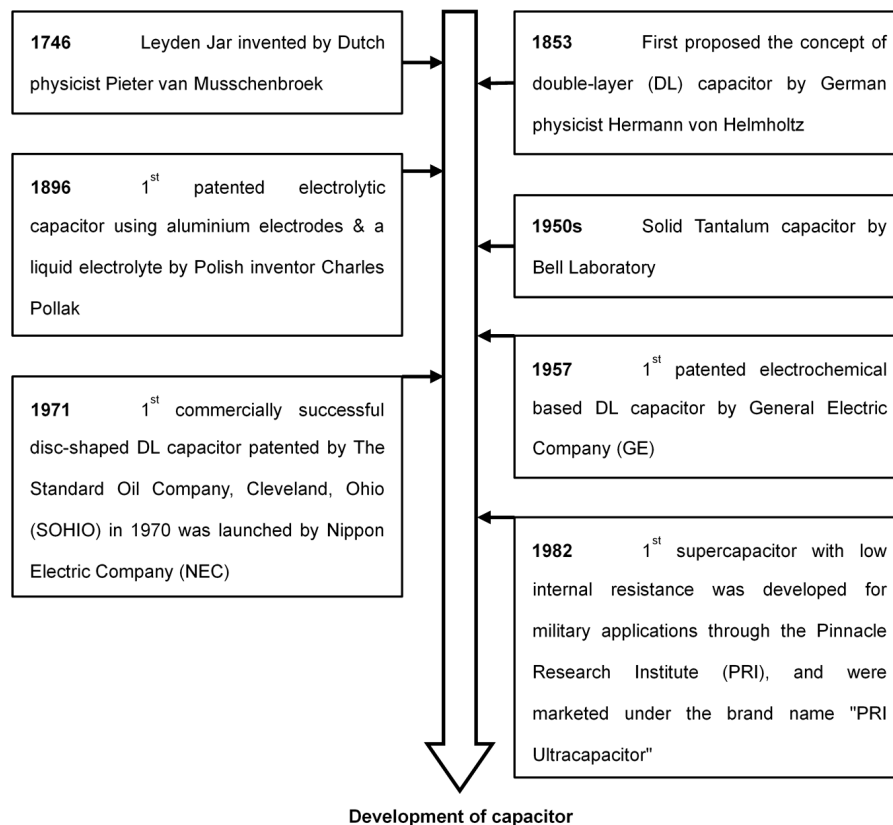 1746 Leyden Jar invented by Dutch
physicist Pieter van Musschenbroek
1853 First proposed the concept of
double-layer (DL) capacitor by German
physicist Hermann von Helmholtz
1896 1st patented electrolytic
capacitor using aluminium electrodes & a
liquid electrolyte by Polish inventor Charles
Pollak
1950s Solid Tantalum capacitor by
Bell Laboratory
1957 1st patented electrochemical
based DL capacitor by General Electric
Company (GE)
1971 1st commercially successful
disc-shaped DL capacitor patented by The
Standard Oil Company, Cleveland, Ohio
(SOHIO) in 1970 was launched by Nippon
Electric Company (NEC)
1982 1st supercapacitor with low
internal resistance was developed for
military applications through the Pinnacle
Research Institute (PRI), and were
marketed under the brand name "PRI
Ultracapacitor"
Development of capacitor